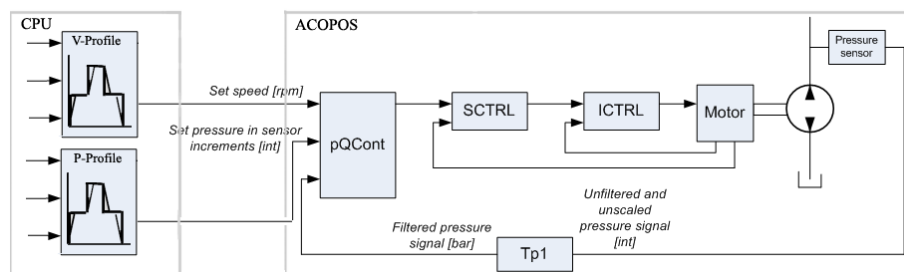 CPU
ACOPOS
V-Profile
P-Profile
Set speed [rpm]
Set pressure in sensor
increments [int]
pQCont
SCTRL
ICTRL
Motor
Pressure
sensor
Filtered pressure
signal [bar]
Tp1
Unfiltered and
unscaled
pressure signal
[int]